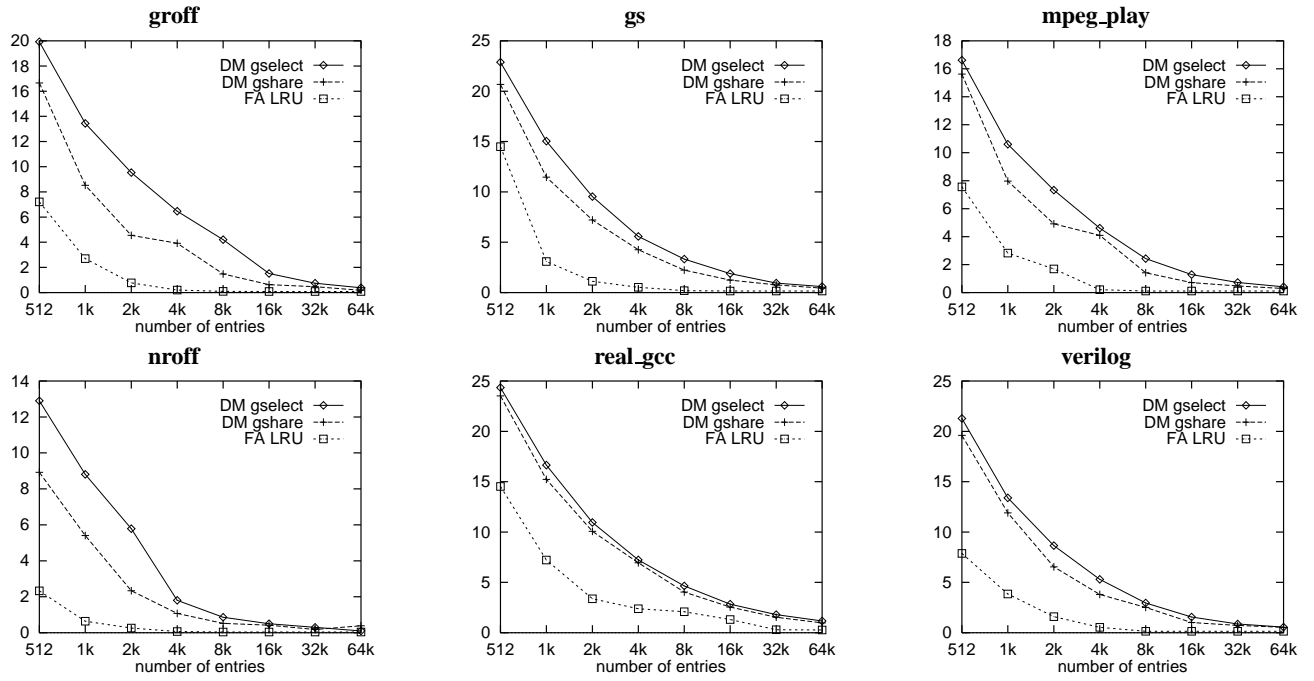 groff
20
18
16
14
12
10
8
6
4
2
0
DM gselect
DM gshare
FA LRU
512 1k 2k 4k 8k 16k 32k 64k
number of entries
gs
25
20
15
10
5
0
DM gselect
DM gshare
FA LRU
512 1k 2k 4k 8k 16k 32k 64k
number of entries
mpeg_play
18
16
14
12
10
8
6
4
2
0
DM gselect
DM gshare
FA LRU
512 1k 2k 4k 8k 16k 32k 64k
number of entries
nroff
14
12
10
8
6
4
2
0
DM gselect
DM gshare
FA LRU
512 1k 2k 4k 8k 16k 32k 64k
number of entries
real_gcc
25
20
15
10
5
0
DM gselect
DM gshare
FA LRU
512 1k 2k 4k 8k 16k 32k 64k
number of entries
verilog
25
20
15
10
5
0
DM gselect
DM gshare
FA LRU
512 1k 2k 4k 8k 16k 32k 64k
number of entries